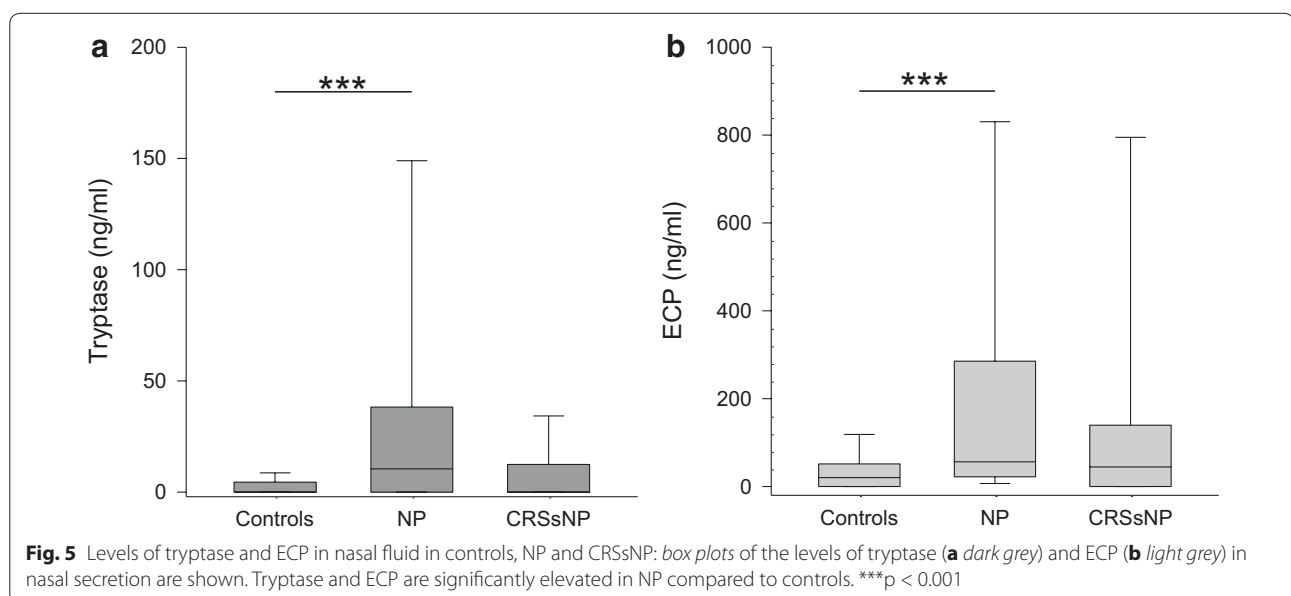 a
200
150
100
50
0
Tryptase (ng/ml)
***
Controls NP CRSsNP
b
1000
800
600
400
200
0
ECP (ng/ml)
***
Controls NP CRSsNP
Fig. 5 Levels of tryptase and ECP in nasal fluid in controls, NP and CRSsNP: box plots of the levels of tryptase (a dark grey) and ECP (b light grey) in
nasal secretion are shown. Tryptase and ECP are significantly elevated in NP compared to controls. ***p < 0.001